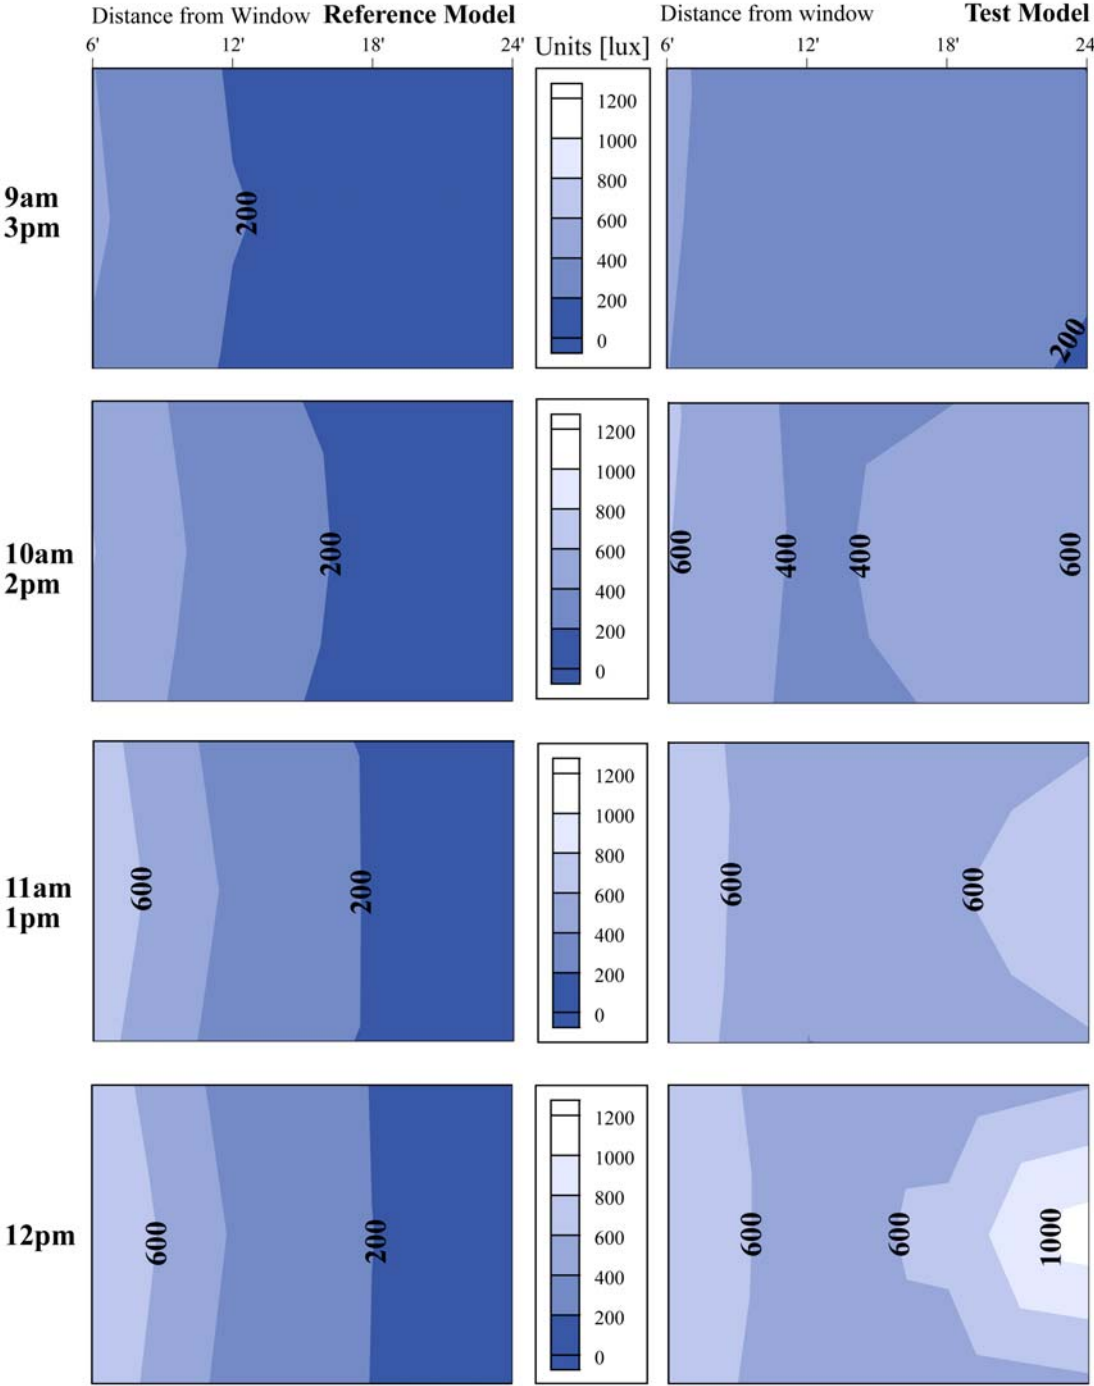 Distance from Window Reference Model
6' 12' 18' 24'
Units [lux]
Distance from window Test Model
6' 12' 18' 24
9am
3pm
200
1200
1000
800
600
400
200
0
200
10am
2pm
200
1200
1000
800
600
400
200
0
600 400 400 600
11am
1pm
600 200
1200
1000
800
600
400
200
0
600 600
12pm
600 200
1200
1000
800
600
400
200
0
600 600 1000